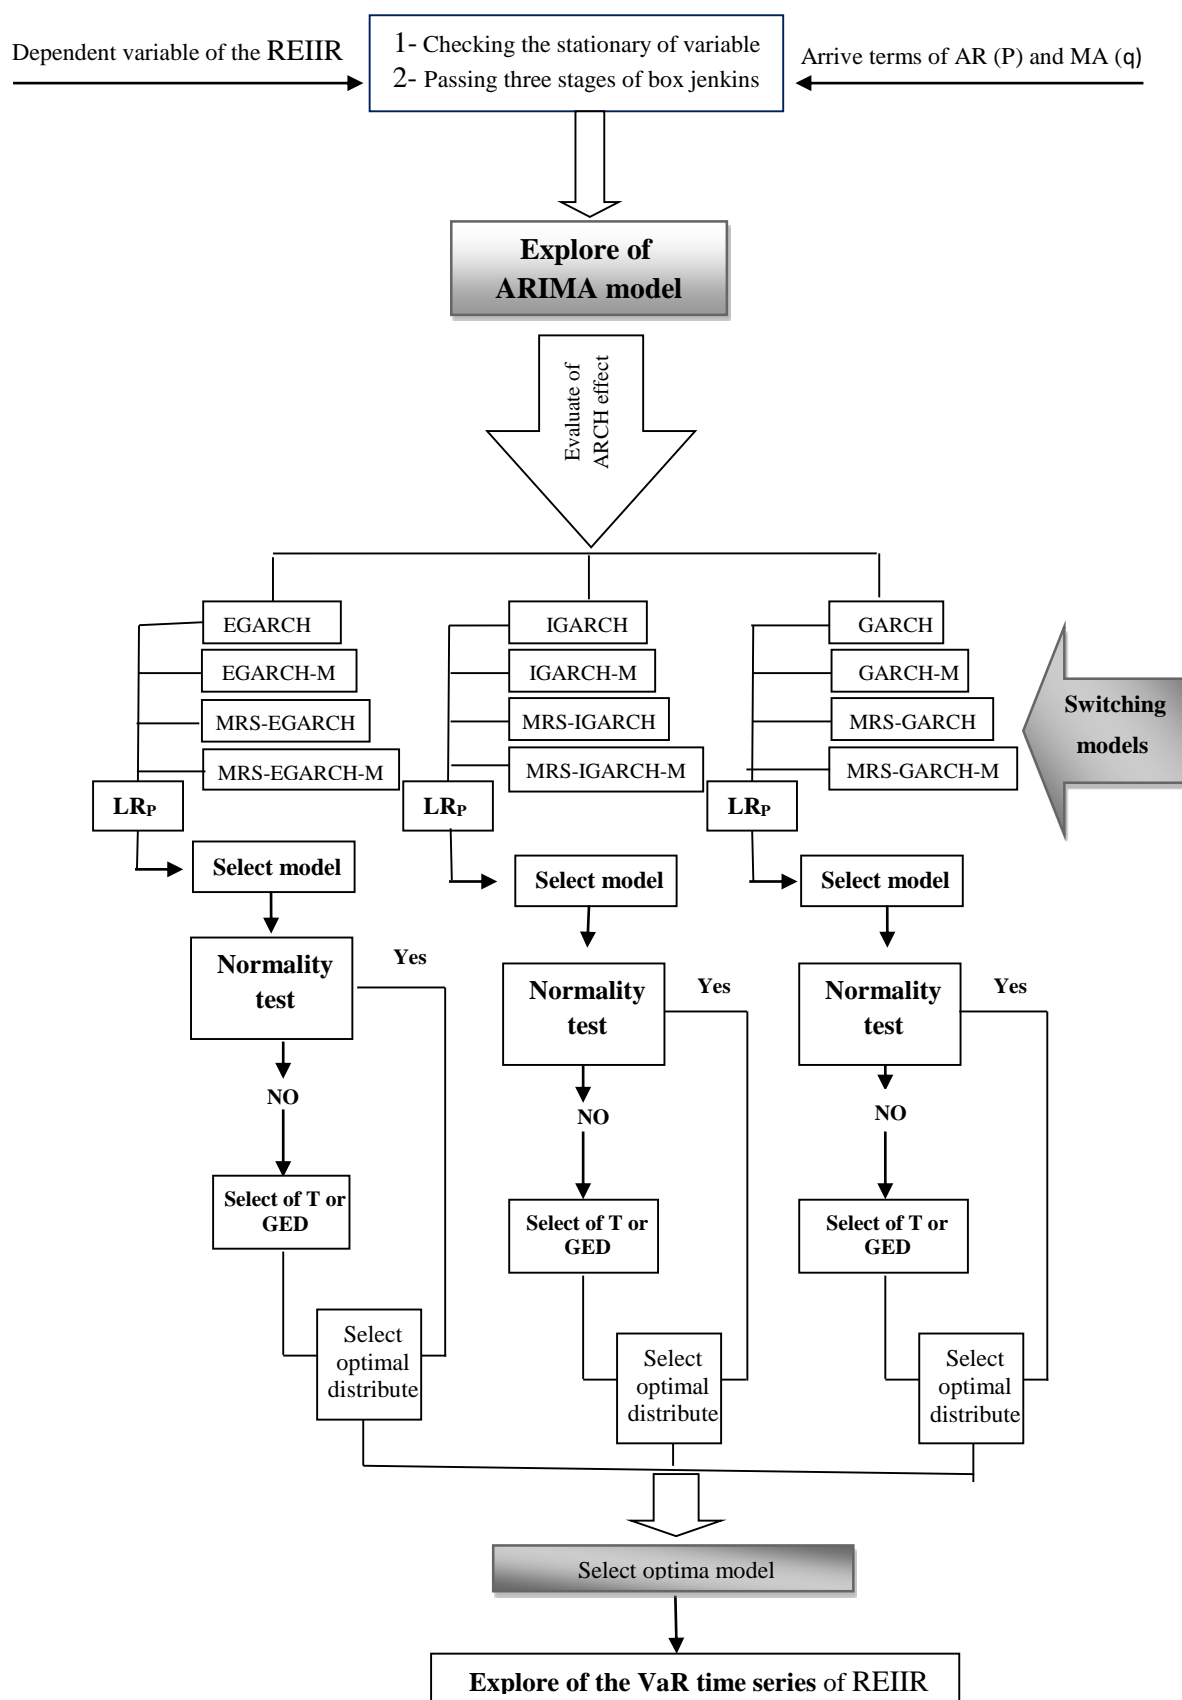 Dependent variable of the REIIR
1- Checking the stationary of variable
2- Passing three stages of box jenkins
Arrive terms of AR (P) and MA (q)
Explore of
ARIMA model
Evaluate of
ARCH effect
EGARCH
EGARCH-M
MRS-EGARCH
MRS-EGARCH-M
IGARCH
IGARCH-M
MRS-IGARCH
MRS-IGARCH-M
GARCH
GARCH-M
MRS-GARCH
MRS-GARCH-M
Switching
models
LRP
LRP
LRP
Select model
Select model
Select model
Normality
test
Yes
Normality
test
Yes
Normality
test
Yes
NO
NO
NO
Select of T or
GED
Select of T or
GED
Select of T or
GED
Select
optimal
distribute
Select
optimal
distribute
Select
optimal
distribute
Select optima model
Explore of the VaR time series of REIIR